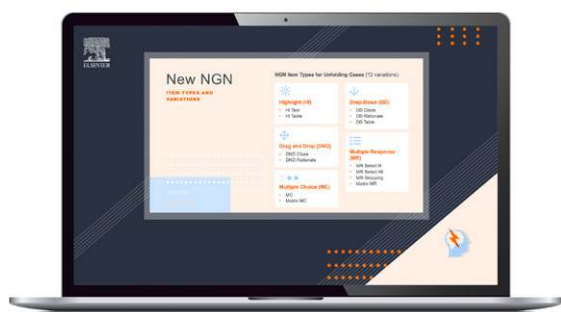 ELSEVIER
New NGN
ITEM TYPES AND
VARIATIONS
NGN Item Types for Unfolding Cases (12 variations)
Highlight (HI)
HI Text
HI Table
Drag and Drop (DND)
DND Cloze
DND Rationale
Multiple Choice (MC)
MC
Matrix MC
Drop Down (DD)
DD Cloze
DD Rationale
DD Table
Multiple Response
(MR)
MR Select N
MR Select All
MR Grouping
Matrix MR